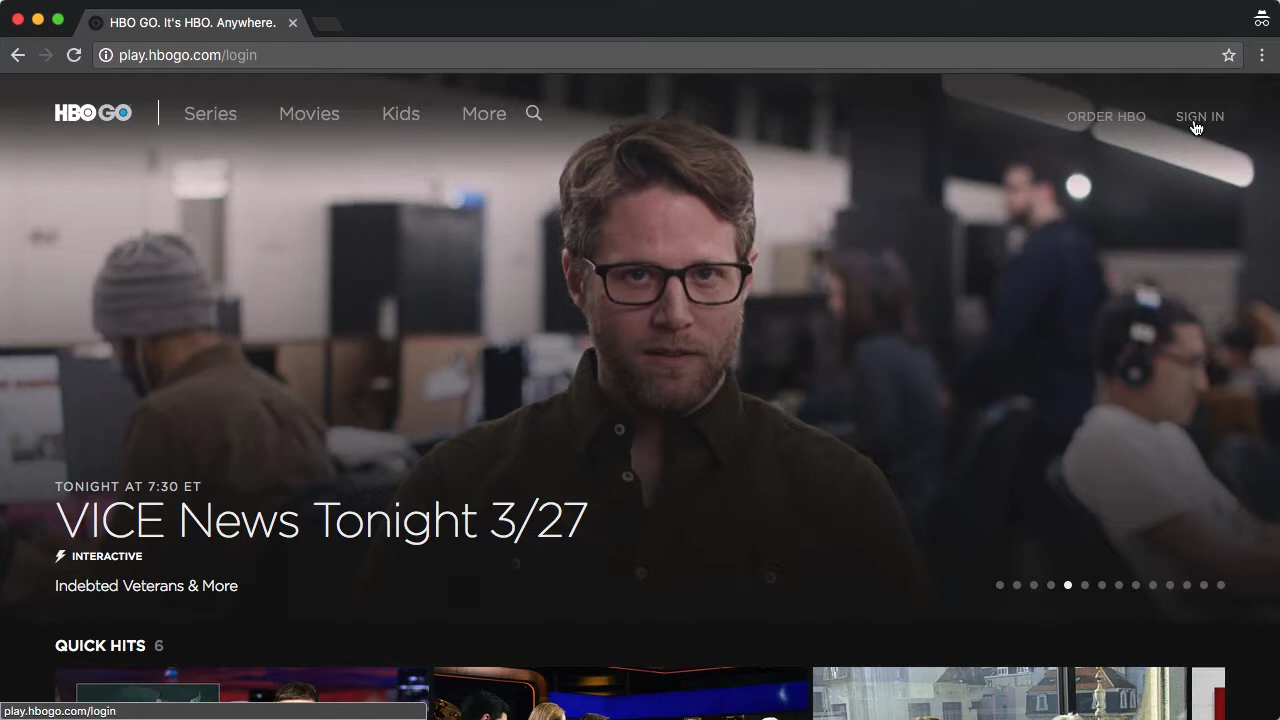 HBO GO. It's HBO. Anywhere.
play.hbogo.com/login
HBO GO
Series
Movies
Kids
More
ORDER HBO
SIGN IN
TONIGHT AT 7:30 ET
VICE News Tonight 3/27
INTERACTIVE
Indebted Veterans & More
QUICK HITS 6
play.hbogo.com/login